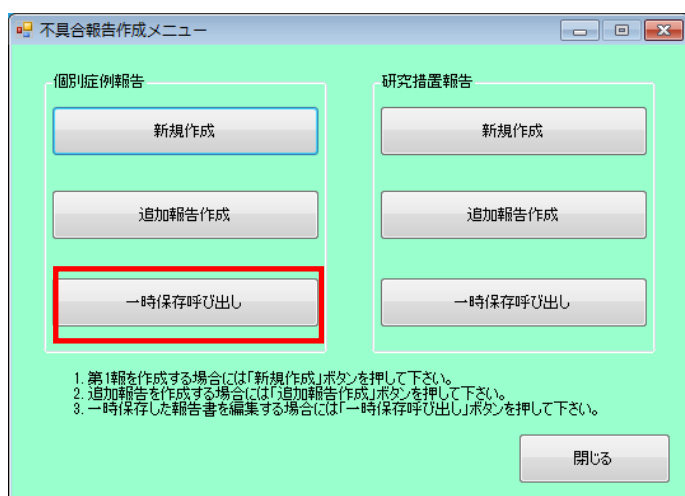 不具合報告作成メニュー
個別症例報告
新規作成
追加報告作成
一時保存呼び出し
研究措置報告
新規作成
追加報告作成
一時保存呼び出し
1. 第1報を作成する場合には「新規作成」ボタンを押して下さい。
2. 追加報告を作成する場合には「追加報告作成」ボタンを押して下さい。
3. 一時保存した報告書を編集する場合には「一時保存呼び出し」ボタンを押して下さい。
閉じる